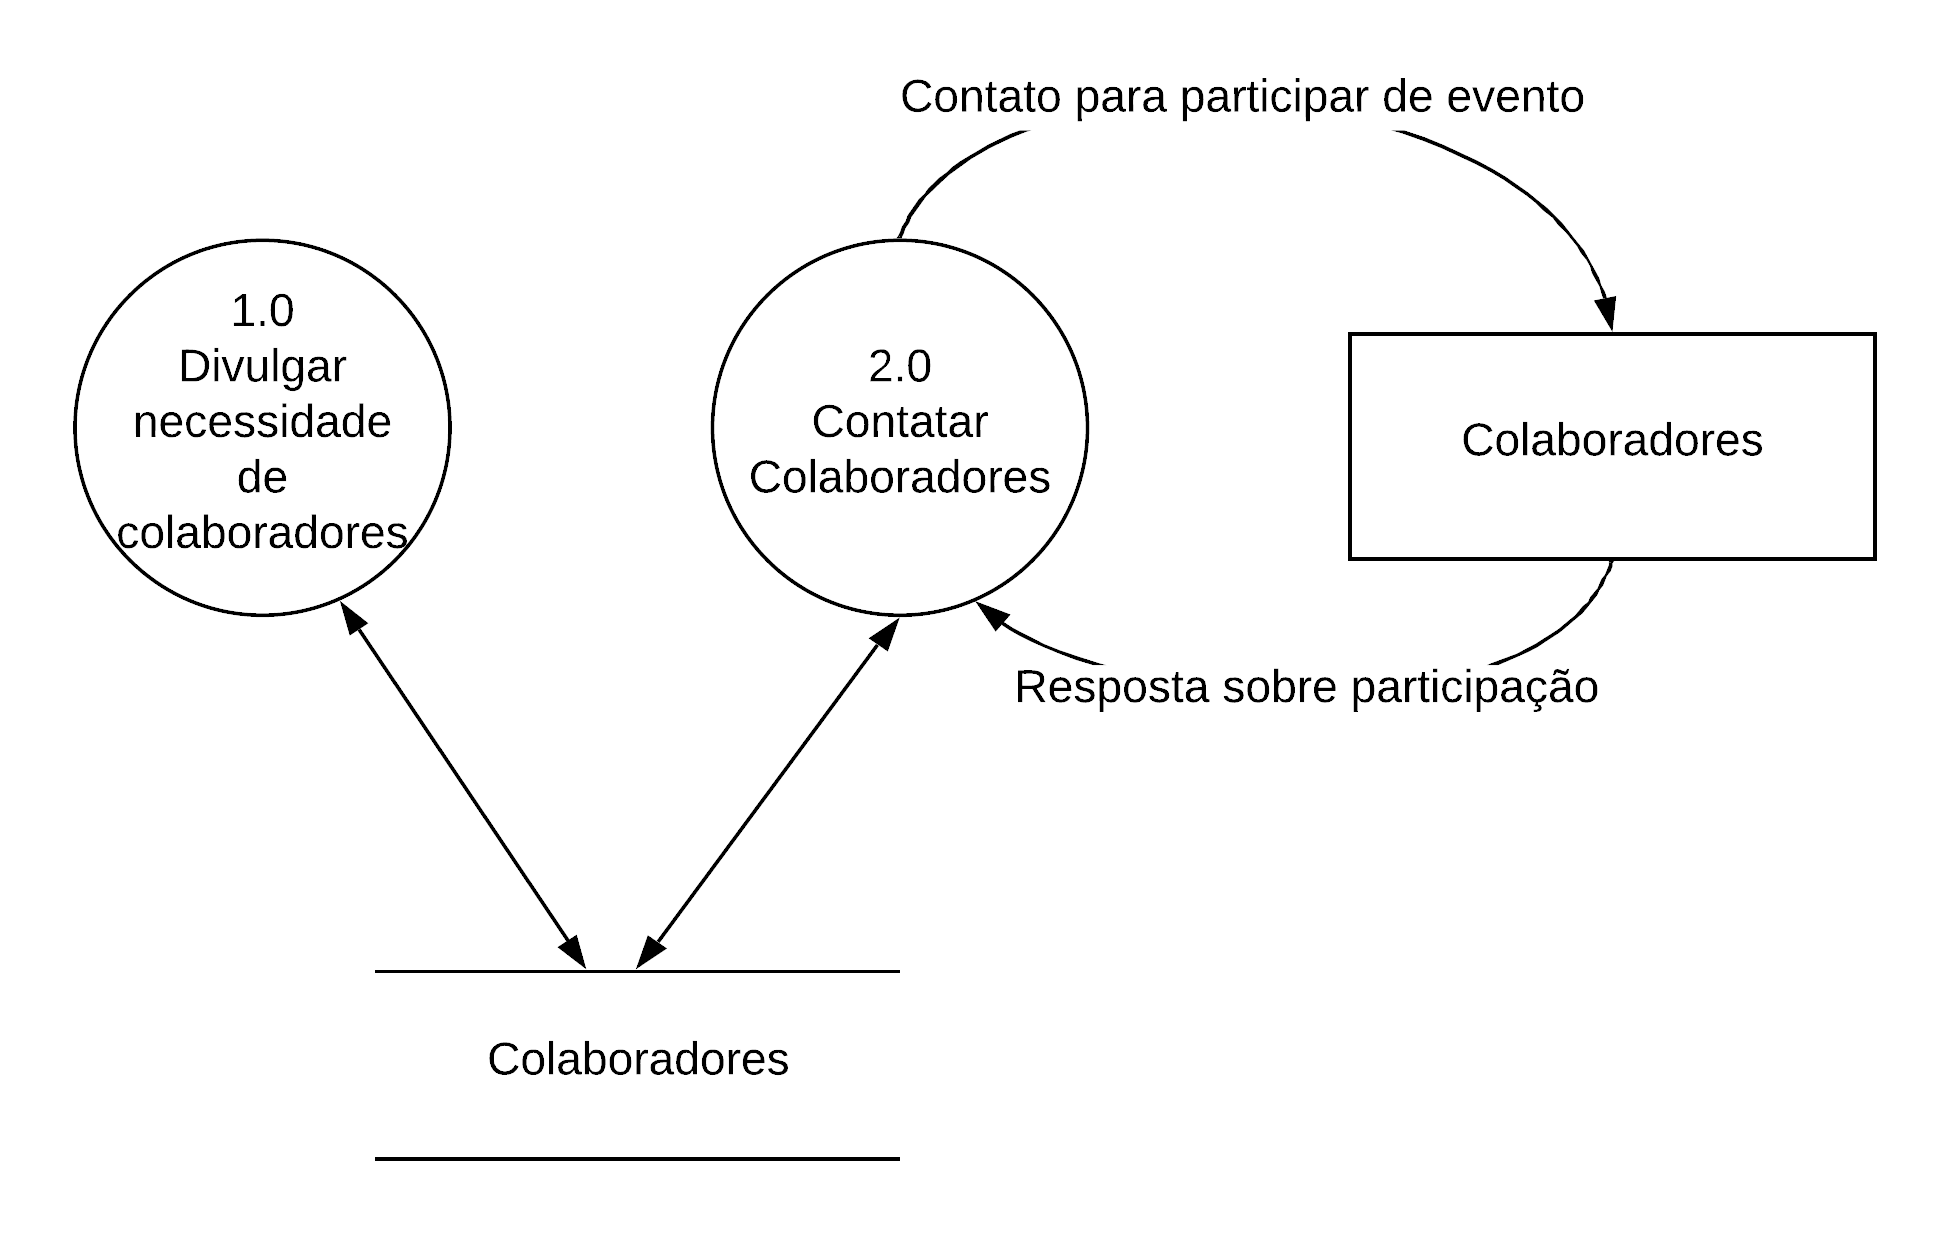 Contato para participar de evento
1.0
Divulgar
necessidade
de
colaboradores
2.0
Contatar
Colaboradores
Colaboradores
Resposta sobre participação
Colaboradores